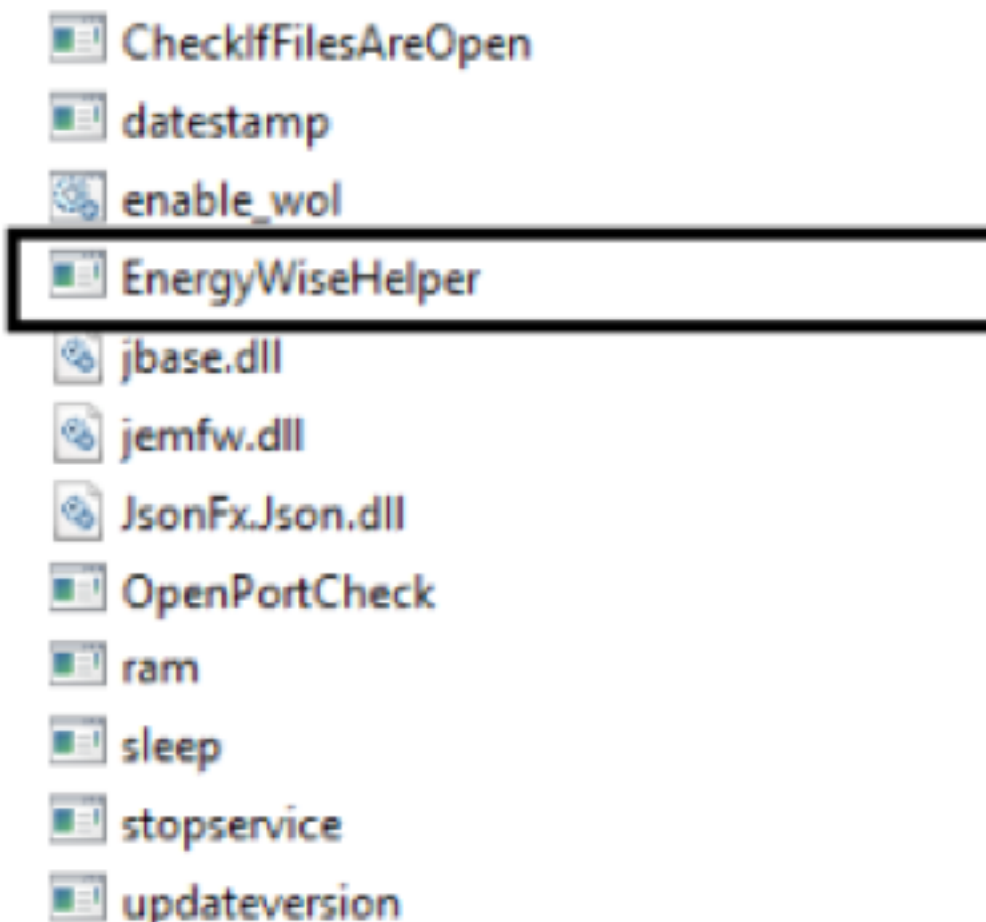 CheckIfFilesAreOpen
datestamp
enable_wol
EnergyWiseHelper
jbase.dll
jemfw.dll
JsonFx.Json.dll
OpenPortCheck
ram
sleep
stopservice
updateversion